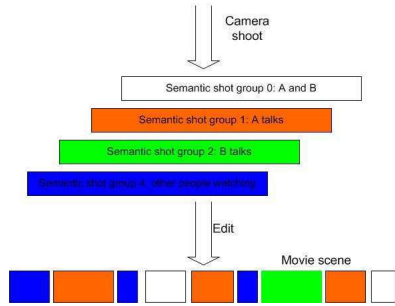 Camera
shoot
Semantic shot group 0: A and B
Semantic shot group 1: A talks
Semantic shot group 2: B talks
Semantic shot group 4: other people watching
Edit
Movie scene